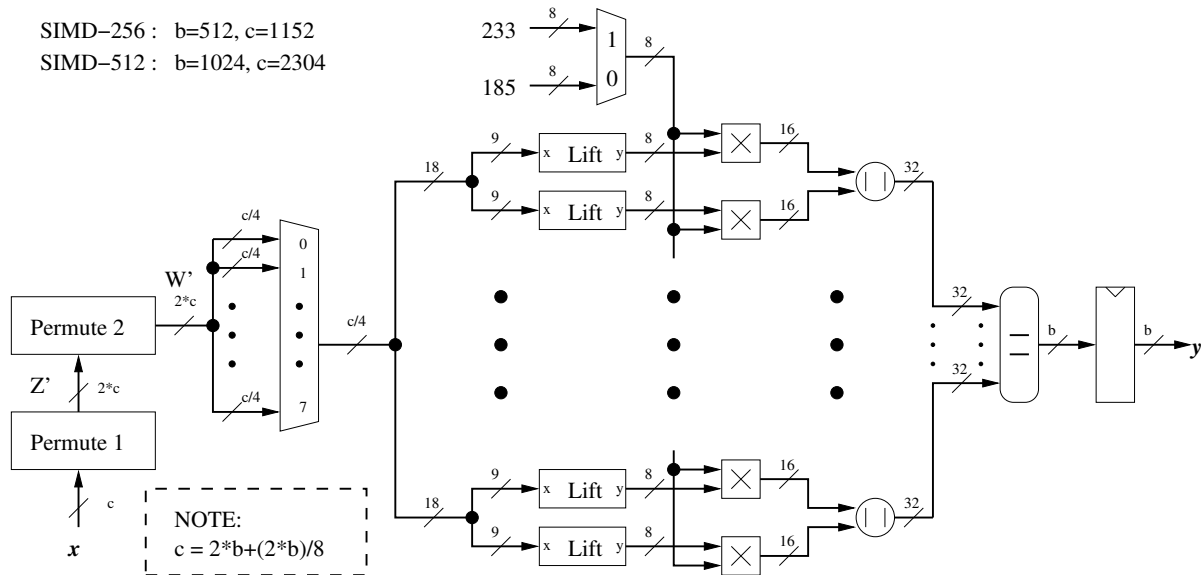 SIMD−256 : b=512, c=1152
SIMD−512 : b=1024, c=2304
233
8
185
8
1
0
8
18
9
x Lift y
8
16
9
x Lift y
8
16
| |
32
c/4
0
c/4
1
W'
2*c
Permute 2
Z'
2*c
Permute 1
c
x
c/4
7
c/4
32
32
| |
b
b
y
NOTE:
c = 2*b+(2*b)/8
18
9
x Lift y
8
16
9
x Lift y
8
16
| |
32